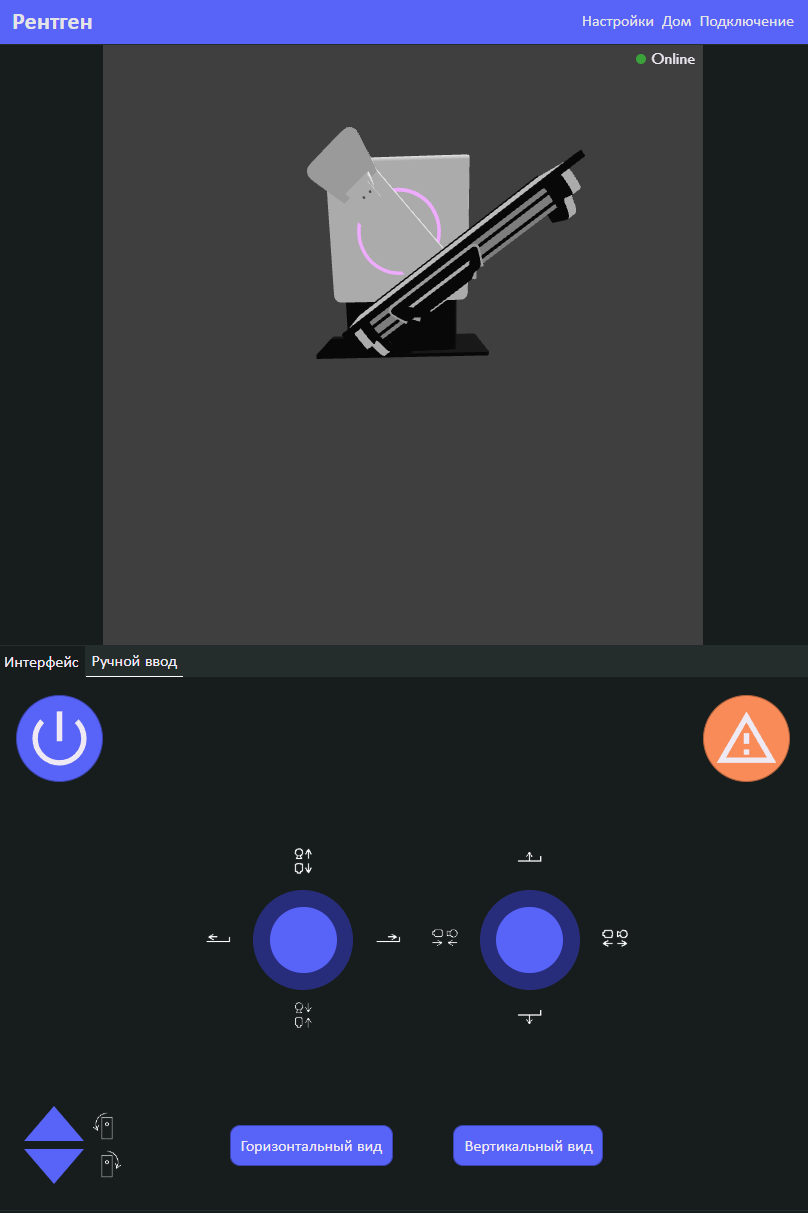 Рентген
Настройки Дом Подключение
Online
Интерфейс Ручной ввод
Горизонтальный вид Вертикальный вид